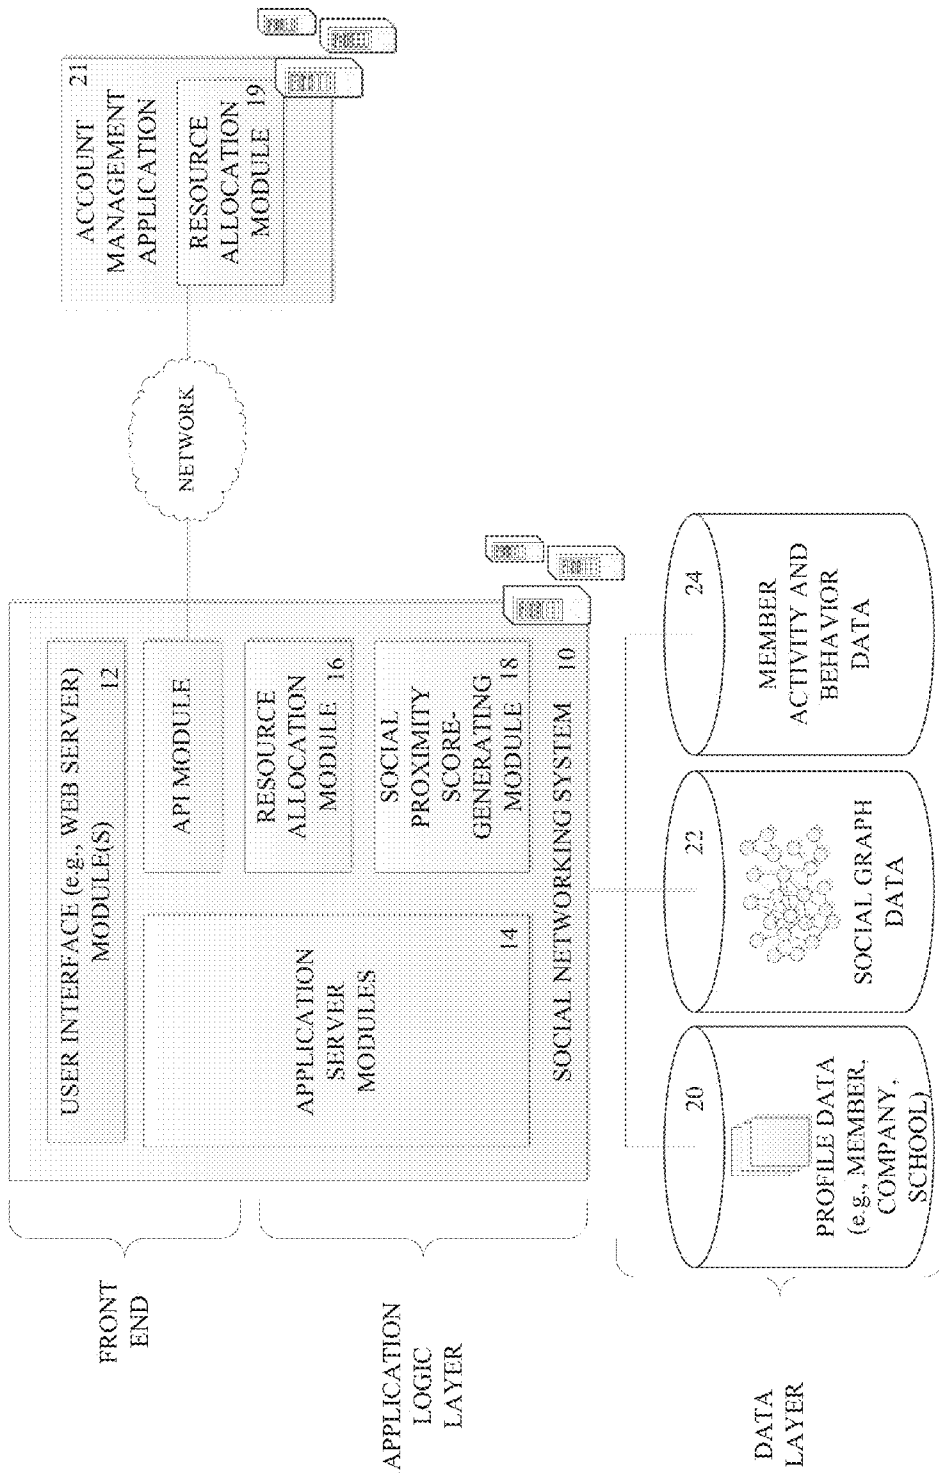 FRONT
END
APPLICATION
LOGIC
LAYER
DATA
LAYER
USER INTERFACE (e.g., WEB SERVER)
MODULE(S)
12
APPLICATION
SERVER
MODULES
14
API MODULE
RESOURCE
ALLOCATION
MODULE
16
SOCIAL
PROXIMITY
SCORE-
GENERATING
MODULE
18
SOCIAL NETWORKING SYSTEM
10
NETWORK
ACCOUNT
MANAGEMENT
APPLICATION
21
RESOURCE
ALLOCATION
MODULE
19
20
PROFILE DATA
(e.g., MEMBER,
COMPANY,
SCHOOL)
22
SOCIAL GRAPH
DATA
24
MEMBER
ACTIVITY AND
BEHAVIOR
DATA